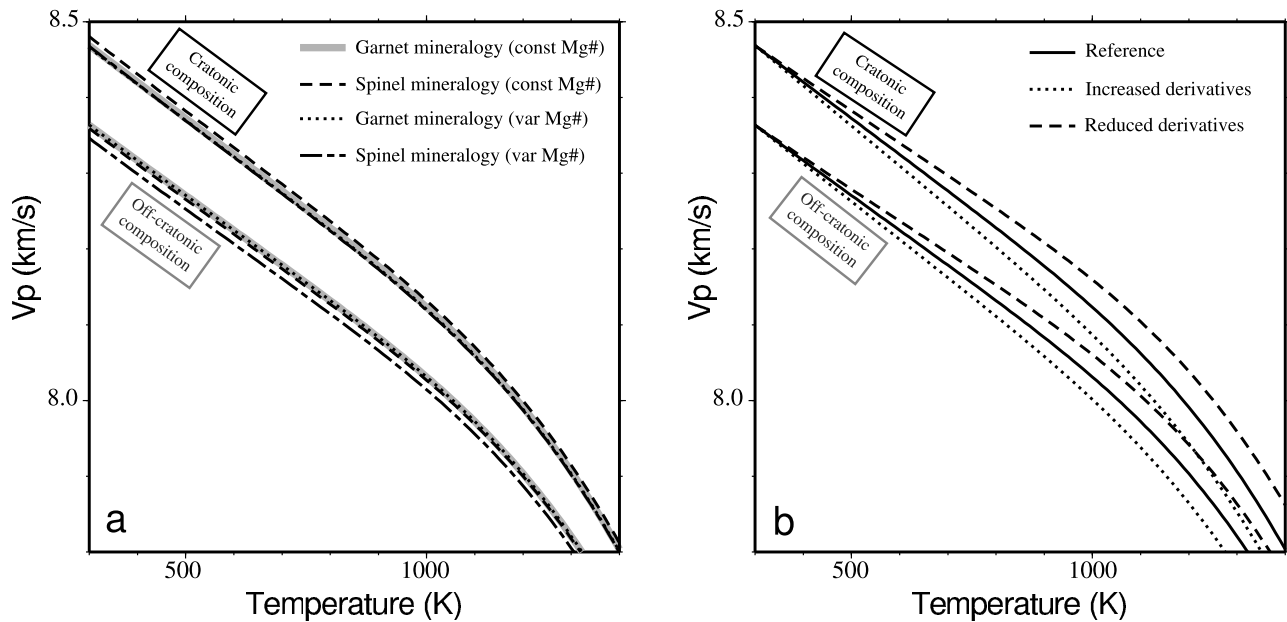 8.5
8.0
Vp (km/s)
Cratonic
composition
Off-cratonic
composition
Garnet mineralogy (const Mg#)
Spinel mineralogy (const Mg#)
Garnet mineralogy (var Mg#)
Spinel mineralogy (var Mg#)
a
500
1000
Temperature (K)
8.5
8.0
Vp (km/s)
Cratonic
composition
Off-cratonic
composition
Reference
Increased derivatives
Reduced derivatives
b
500
1000
Temperature (K)